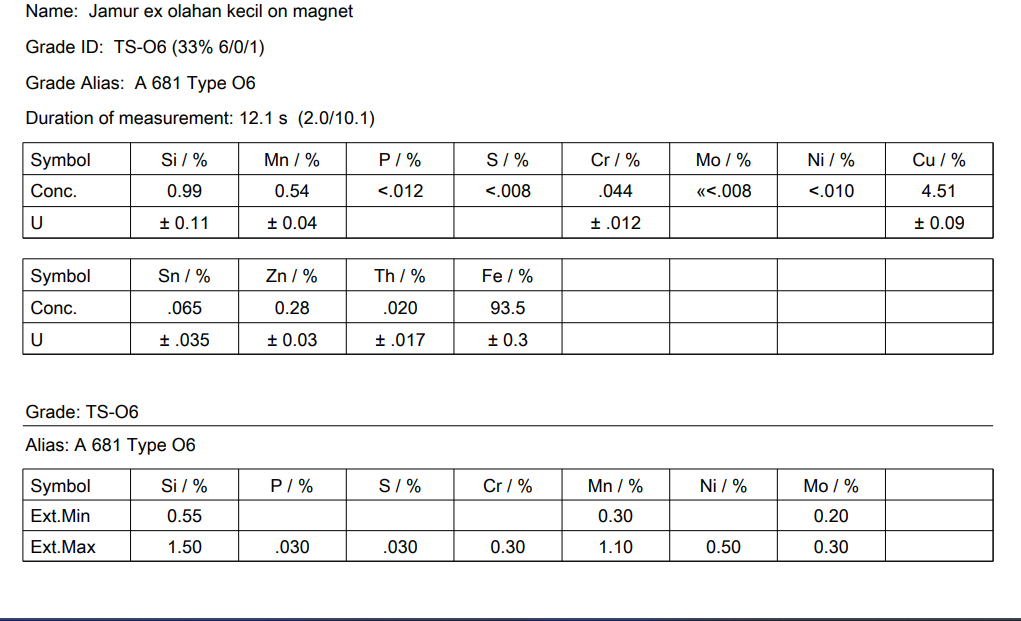 Name: Jamur ex olahan kecil on magnet
Grade ID: TS-O6 (33% 6/0/1)
Grade Alias: A 681 Type O6
Duration of measurement: 12.1 s (2.0/10.1)
Symbol Si / % Mn / % P / % S / % Cr / % Mo / % Ni / % Cu / %
Conc. 0.99 0.54 <.012 <.008 .044 «<.008 <.010 4.51
U ± 0.11 ± 0.04 ± .012 ± 0.09
Symbol Sn / % Zn / % Th / % Fe / %
Conc. .065 0.28 .020 93.5
U ± .035 ± 0.03 ± .017 ± 0.3
Grade: TS-O6
Alias: A 681 Type O6
Symbol Si / % P / % S / % Cr / % Mn / % Ni / % Mo / %
Ext.Min 0.55 0.30 0.20
Ext.Max 1.50 .030 .030 0.30 1.10 0.50 0.30